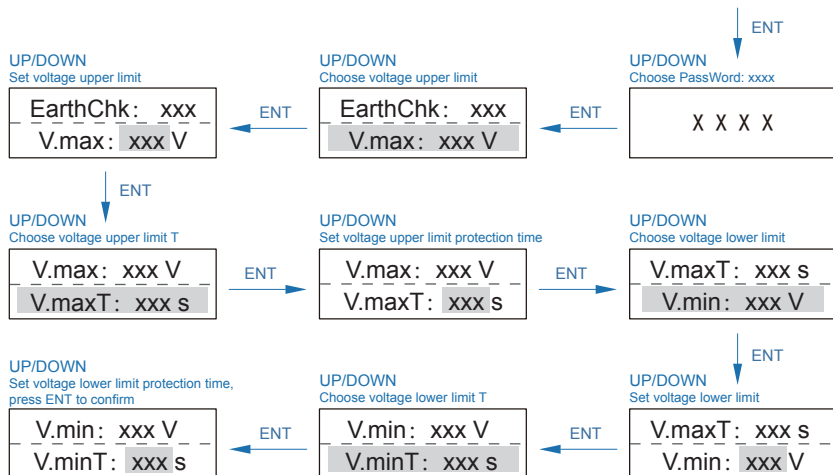 ENT
UP/DOWN
Set voltage upper limit
EarthChk: xxx
V.max: xxx V
ENT
UP/DOWN
Choose voltage upper limit
EarthChk: xxx
V.max: xxx V
ENT
UP/DOWN
Choose PassWord: xxxx
X X X X
ENT
UP/DOWN
Choose voltage upper limit T
V.max: xxx V
V.maxT: xxx s
ENT
UP/DOWN
Set voltage upper limit protection time
V.max: xxx V
V.maxT: xxx s
ENT
UP/DOWN
Choose voltage lower limit
V.maxT: xxx s
V.min: xxx V
ENT
UP/DOWN
Set voltage lower limit protection time,
press ENT to confirm
V.min: xxx V
V.minT: xxx s
ENT
UP/DOWN
Choose voltage lower limit T
V.min: xxx V
V.minT: xxx s
ENT
UP/DOWN
Set voltage lower limit
V.maxT: xxx s
V.min: xxx V